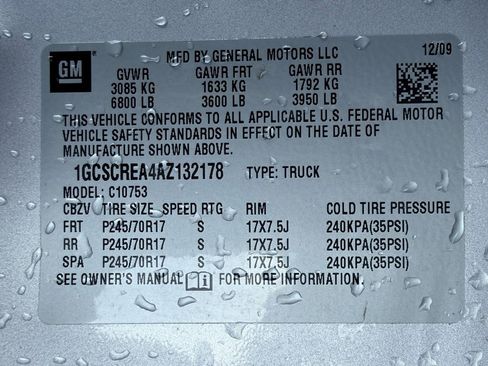 GM
MFD BY GENERAL MOTORS LLC 12/09
GVWR GAWR FRT GAWR RR
3085 KG 1633 KG 1792 KG
6800 LB 3600 LB 3950 LB
THIS VEHICLE CONFORMS TO ALL APPLICABLE U.S. FEDERAL MOTOR
VEHICLE SAFETY STANDARDS IN EFFECT ON THE DATE OF
MANUFACTURE SHOWN ABOVE.
1GCSCREA4AZ132178 TYPE: TRUCK
MODEL: C10753
CBZV TIRE SIZE SPEED RTG RIM COLD TIRE PRESSURE
FRT P245/70R17 S 17X7.5J 240KPA(35PSI)
RR P245/70R17 S 17X7.5J 240KPA(35PSI)
SPA P245/70R17 S 17X7.5J 240KPA(35PSI)
SEE OWNER'S MANUAL FOR MORE INFORMATION.